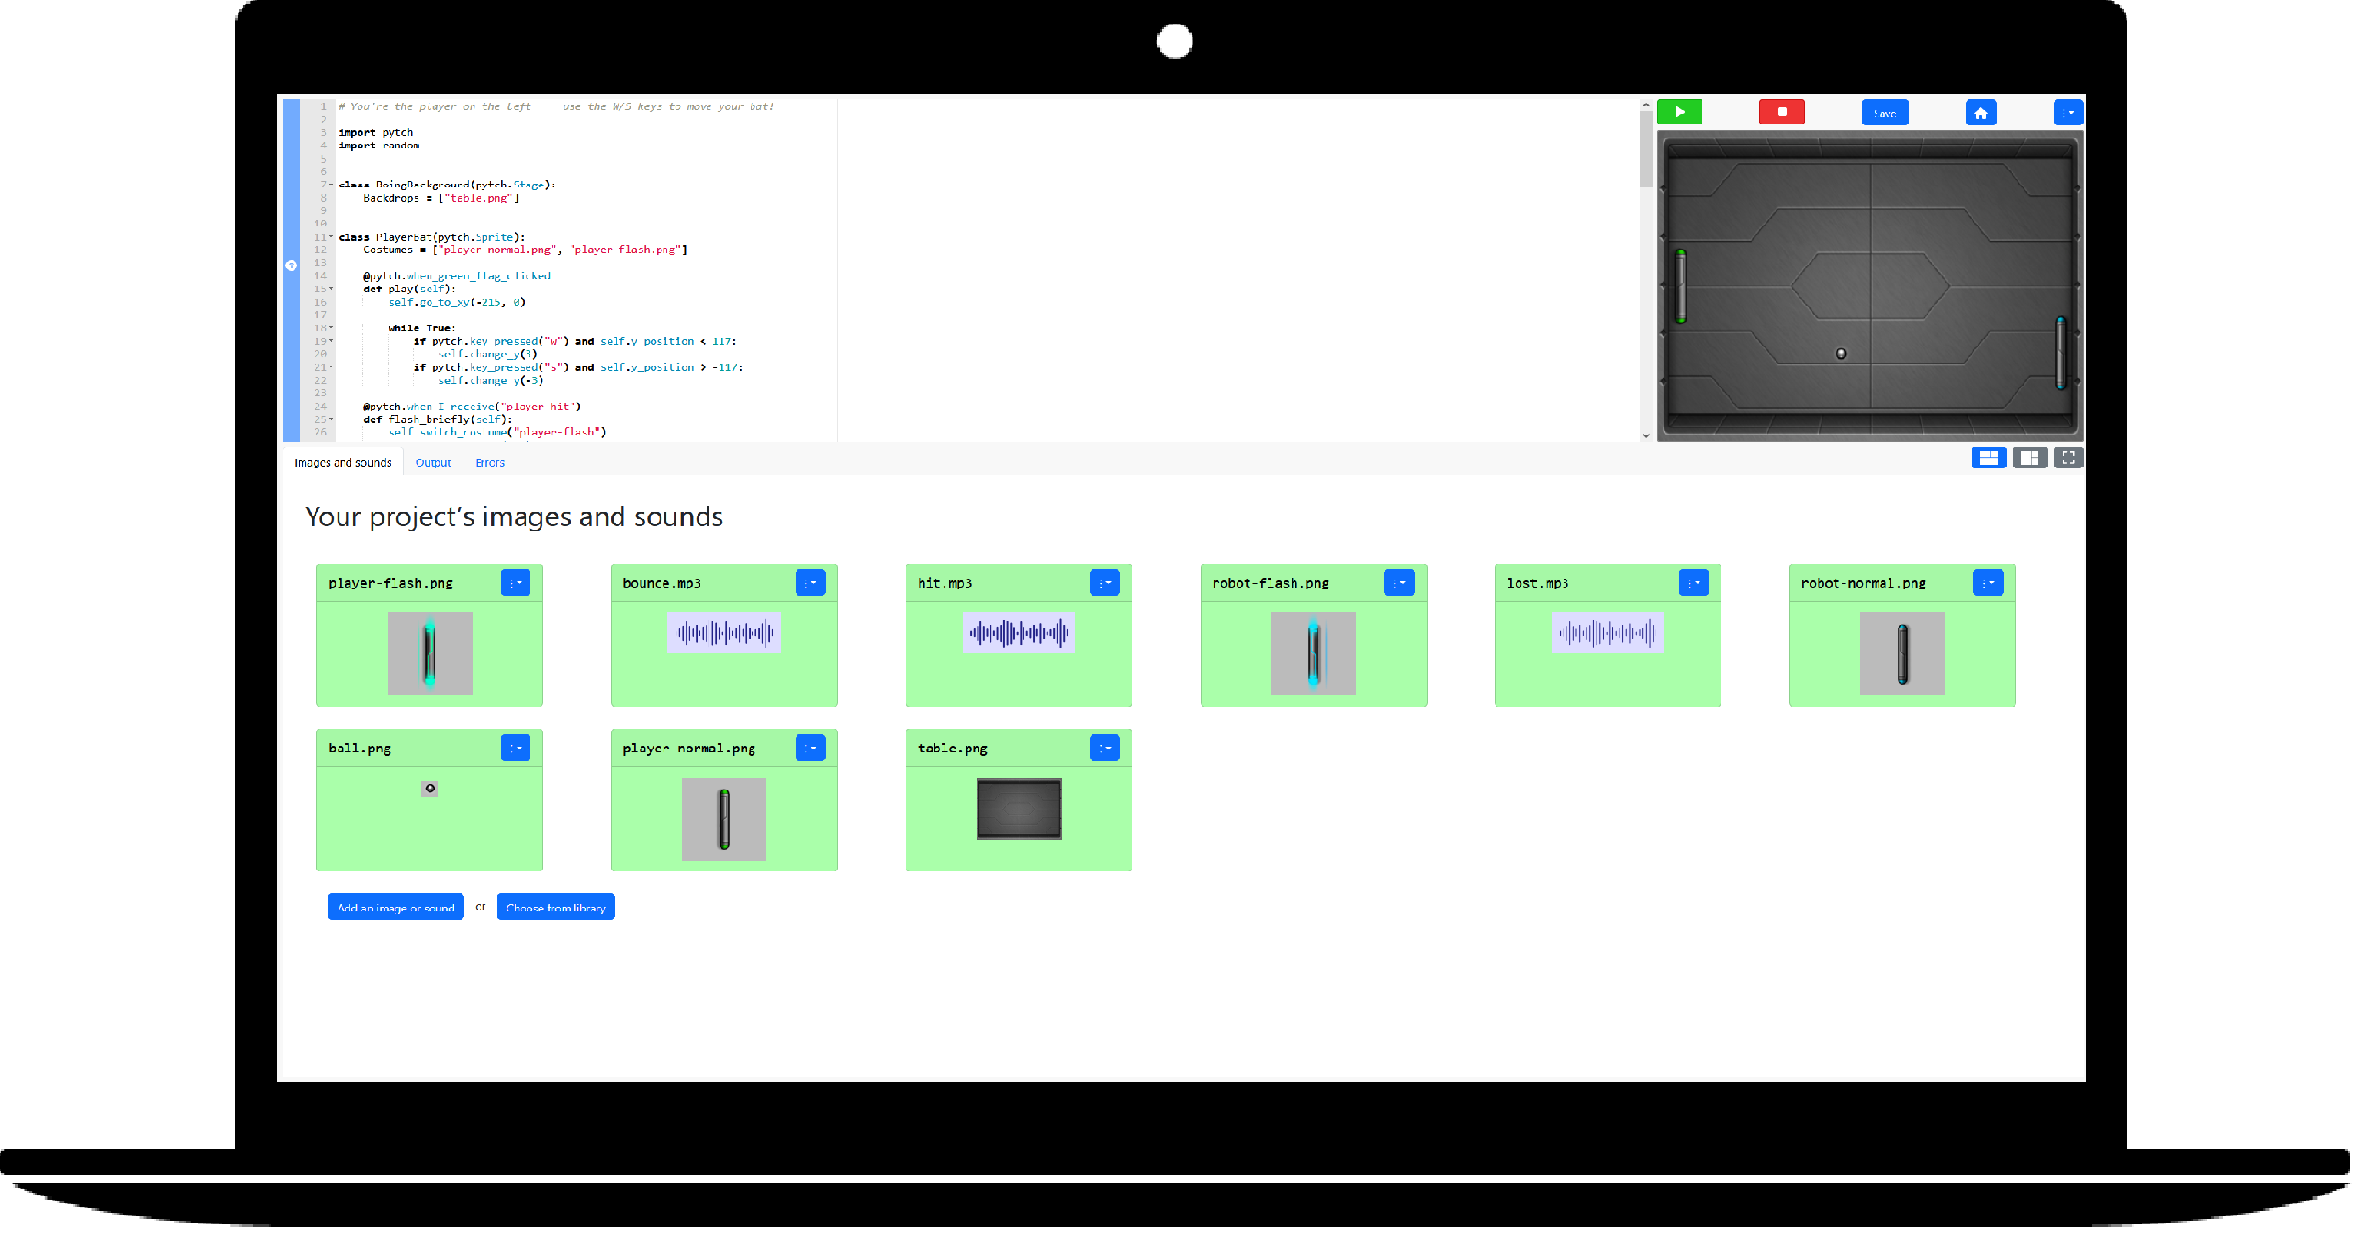 1 # You're the player on the left — use the W/S keys to move your bat!
2
3 import pytch
4 import random
5
6
7 class BoingBackground(pytch.Stage):
8 Backdrops = ["table.png"]
9
10
11 class PlayerBat(pytch.Sprite):
12 Costumes = ["player-normal.png", "player-flash.png"]
13
14 @pytch.when_green_flag_clicked
15 def play(self):
16 self.go_to_xy(-215, 0)
17
18 while True:
19 if pytch.key_pressed("w") and self.y_position < 117:
20 self.change_y(3)
21 if pytch.key_pressed("s") and self.y_position > -117:
22 self.change_y(-3)
23
24 @pytch.when_I_receive("player-hit")
25 def flash_briefly(self):
26 self.switch_costume("player-flash")
Save
Images and sounds Output Errors
Your project's images and sounds
player-flash.png bounce.mp3 hit.mp3 robot-flash.png lost.mp3 robot-normal.png
ball.png player-normal.png table.png
Add an image or sound or Choose from library